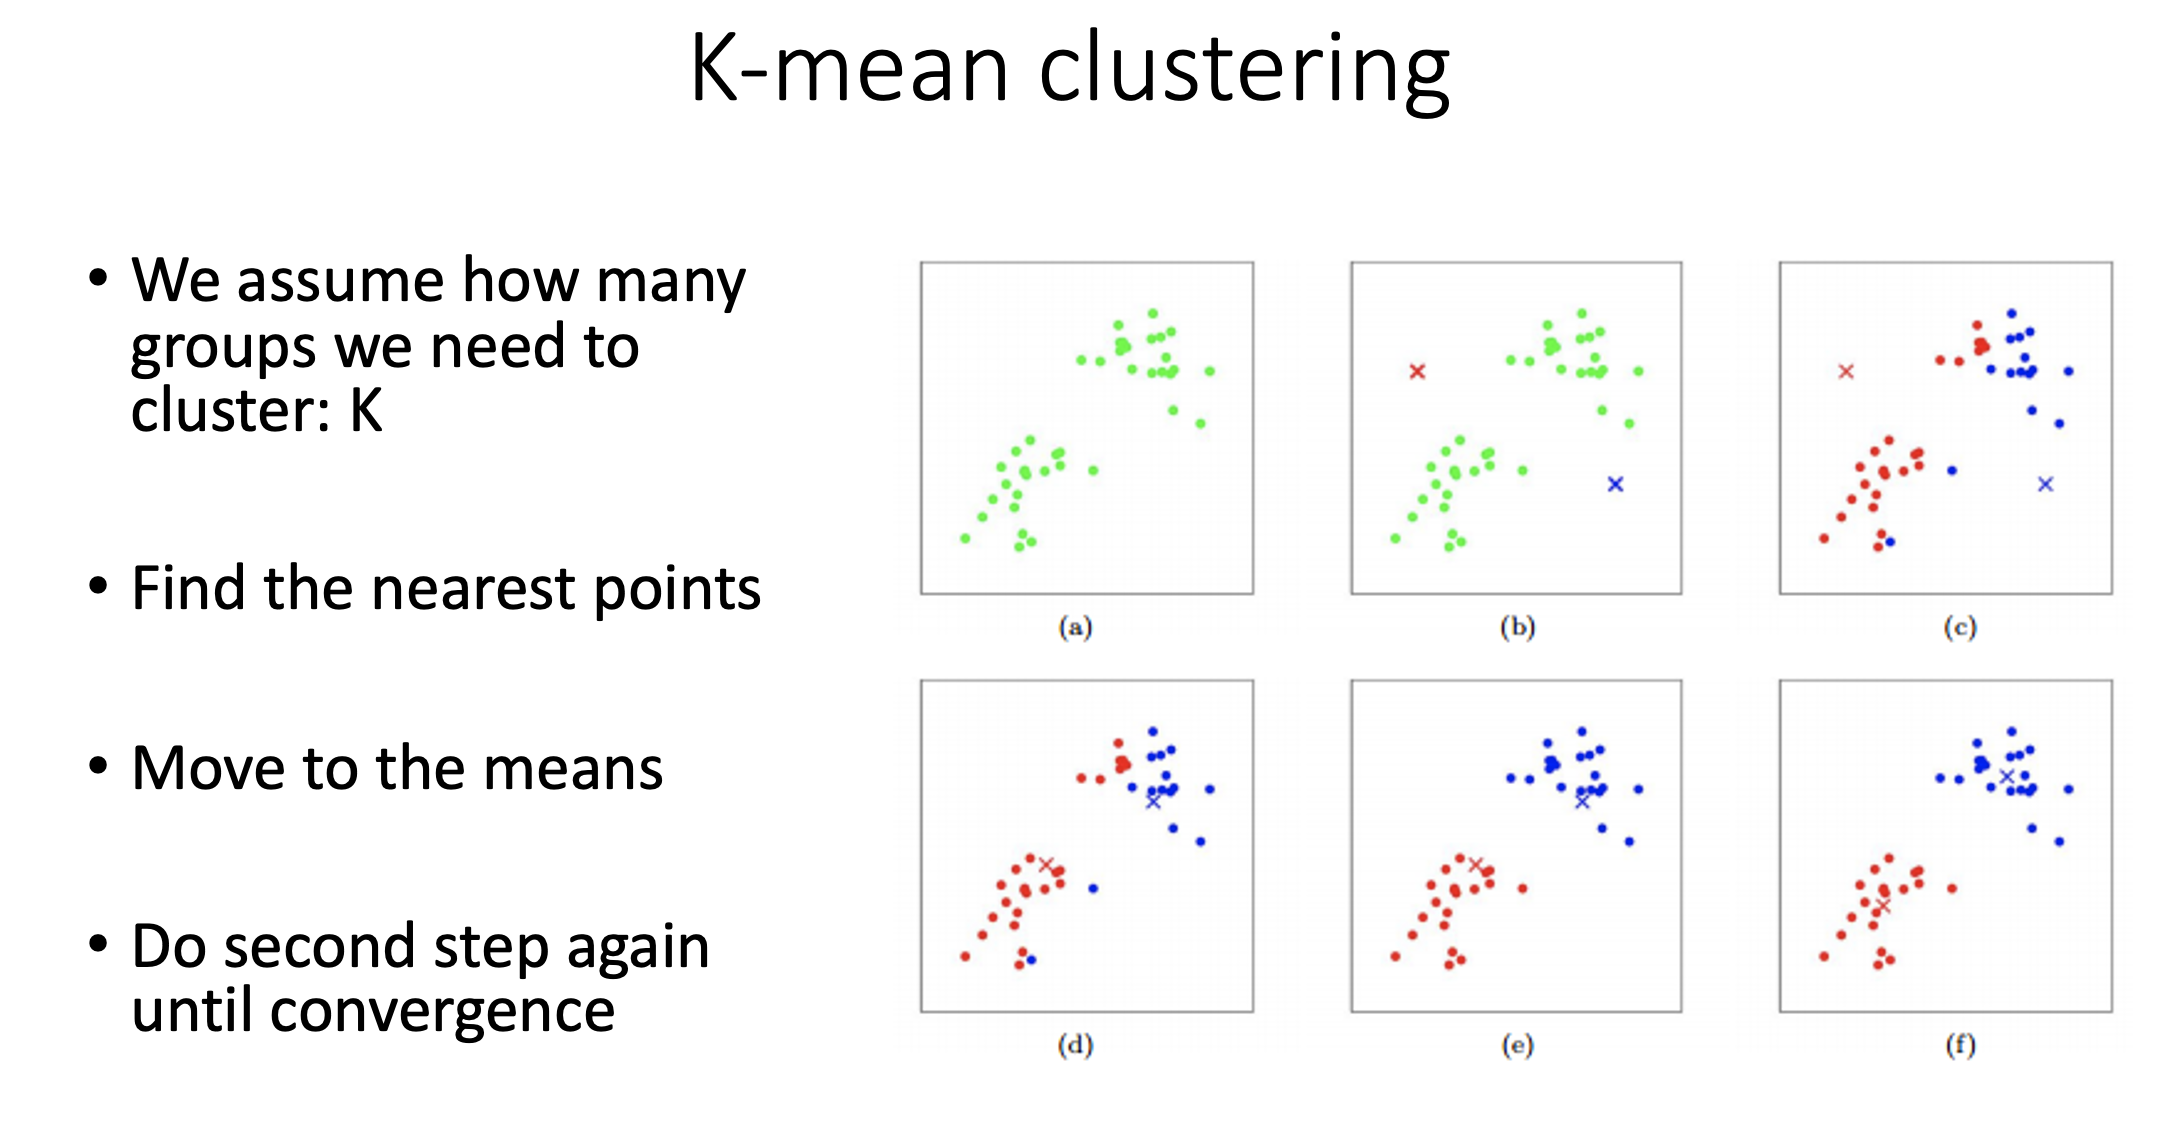 K-mean clustering
• We assume how many
groups we need to
cluster: K
• Find the nearest points
• Move to the means
• Do second step again
until convergence
(a)
(b)
(c)
(d)
(e)
(f)